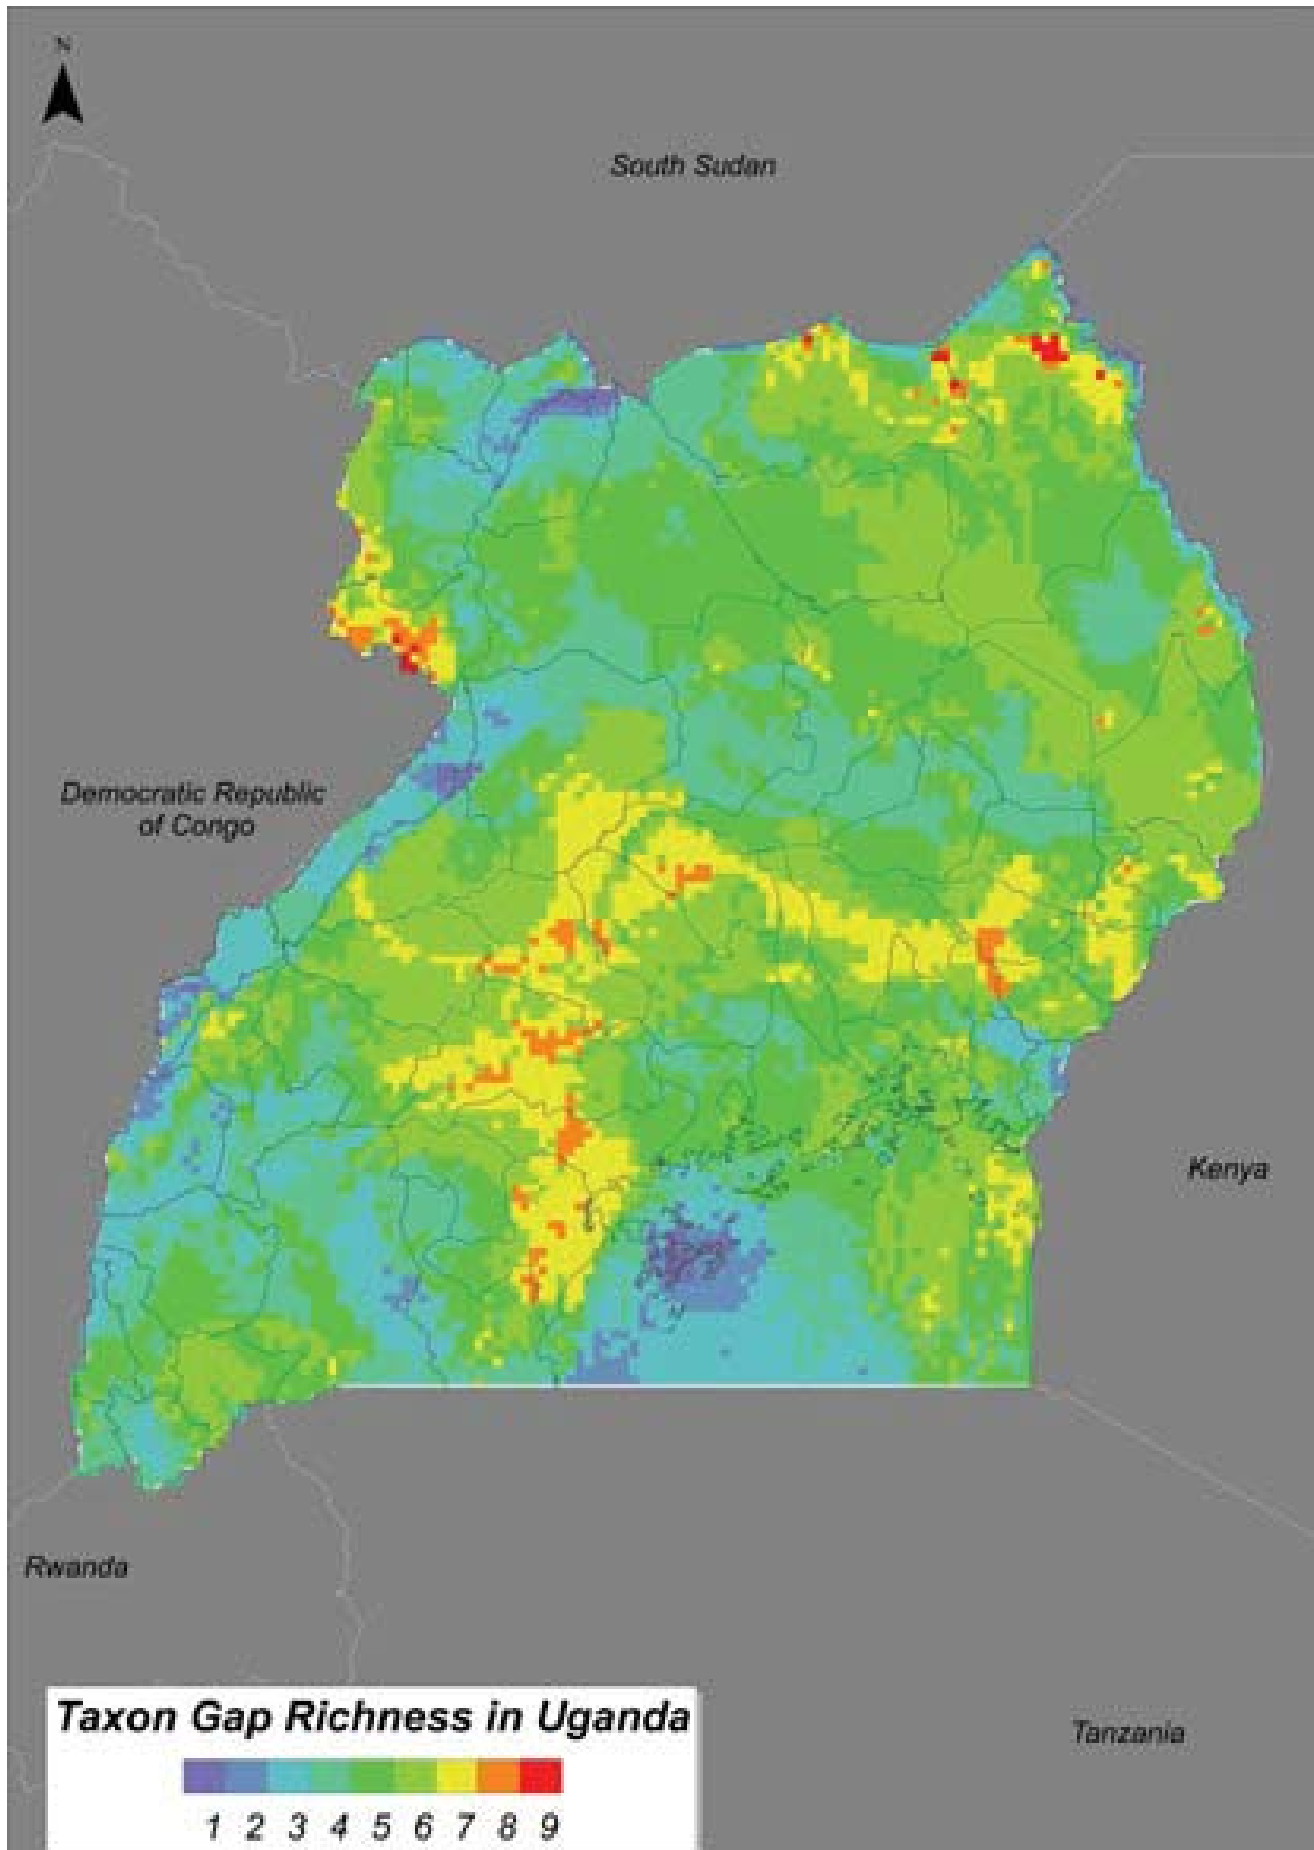 N
South Sudan
Democratic Republic
of Congo
Kenya
Rwanda
Tanzania
Taxon Gap Richness in Uganda
1 2 3 4 5 6 7 8 9